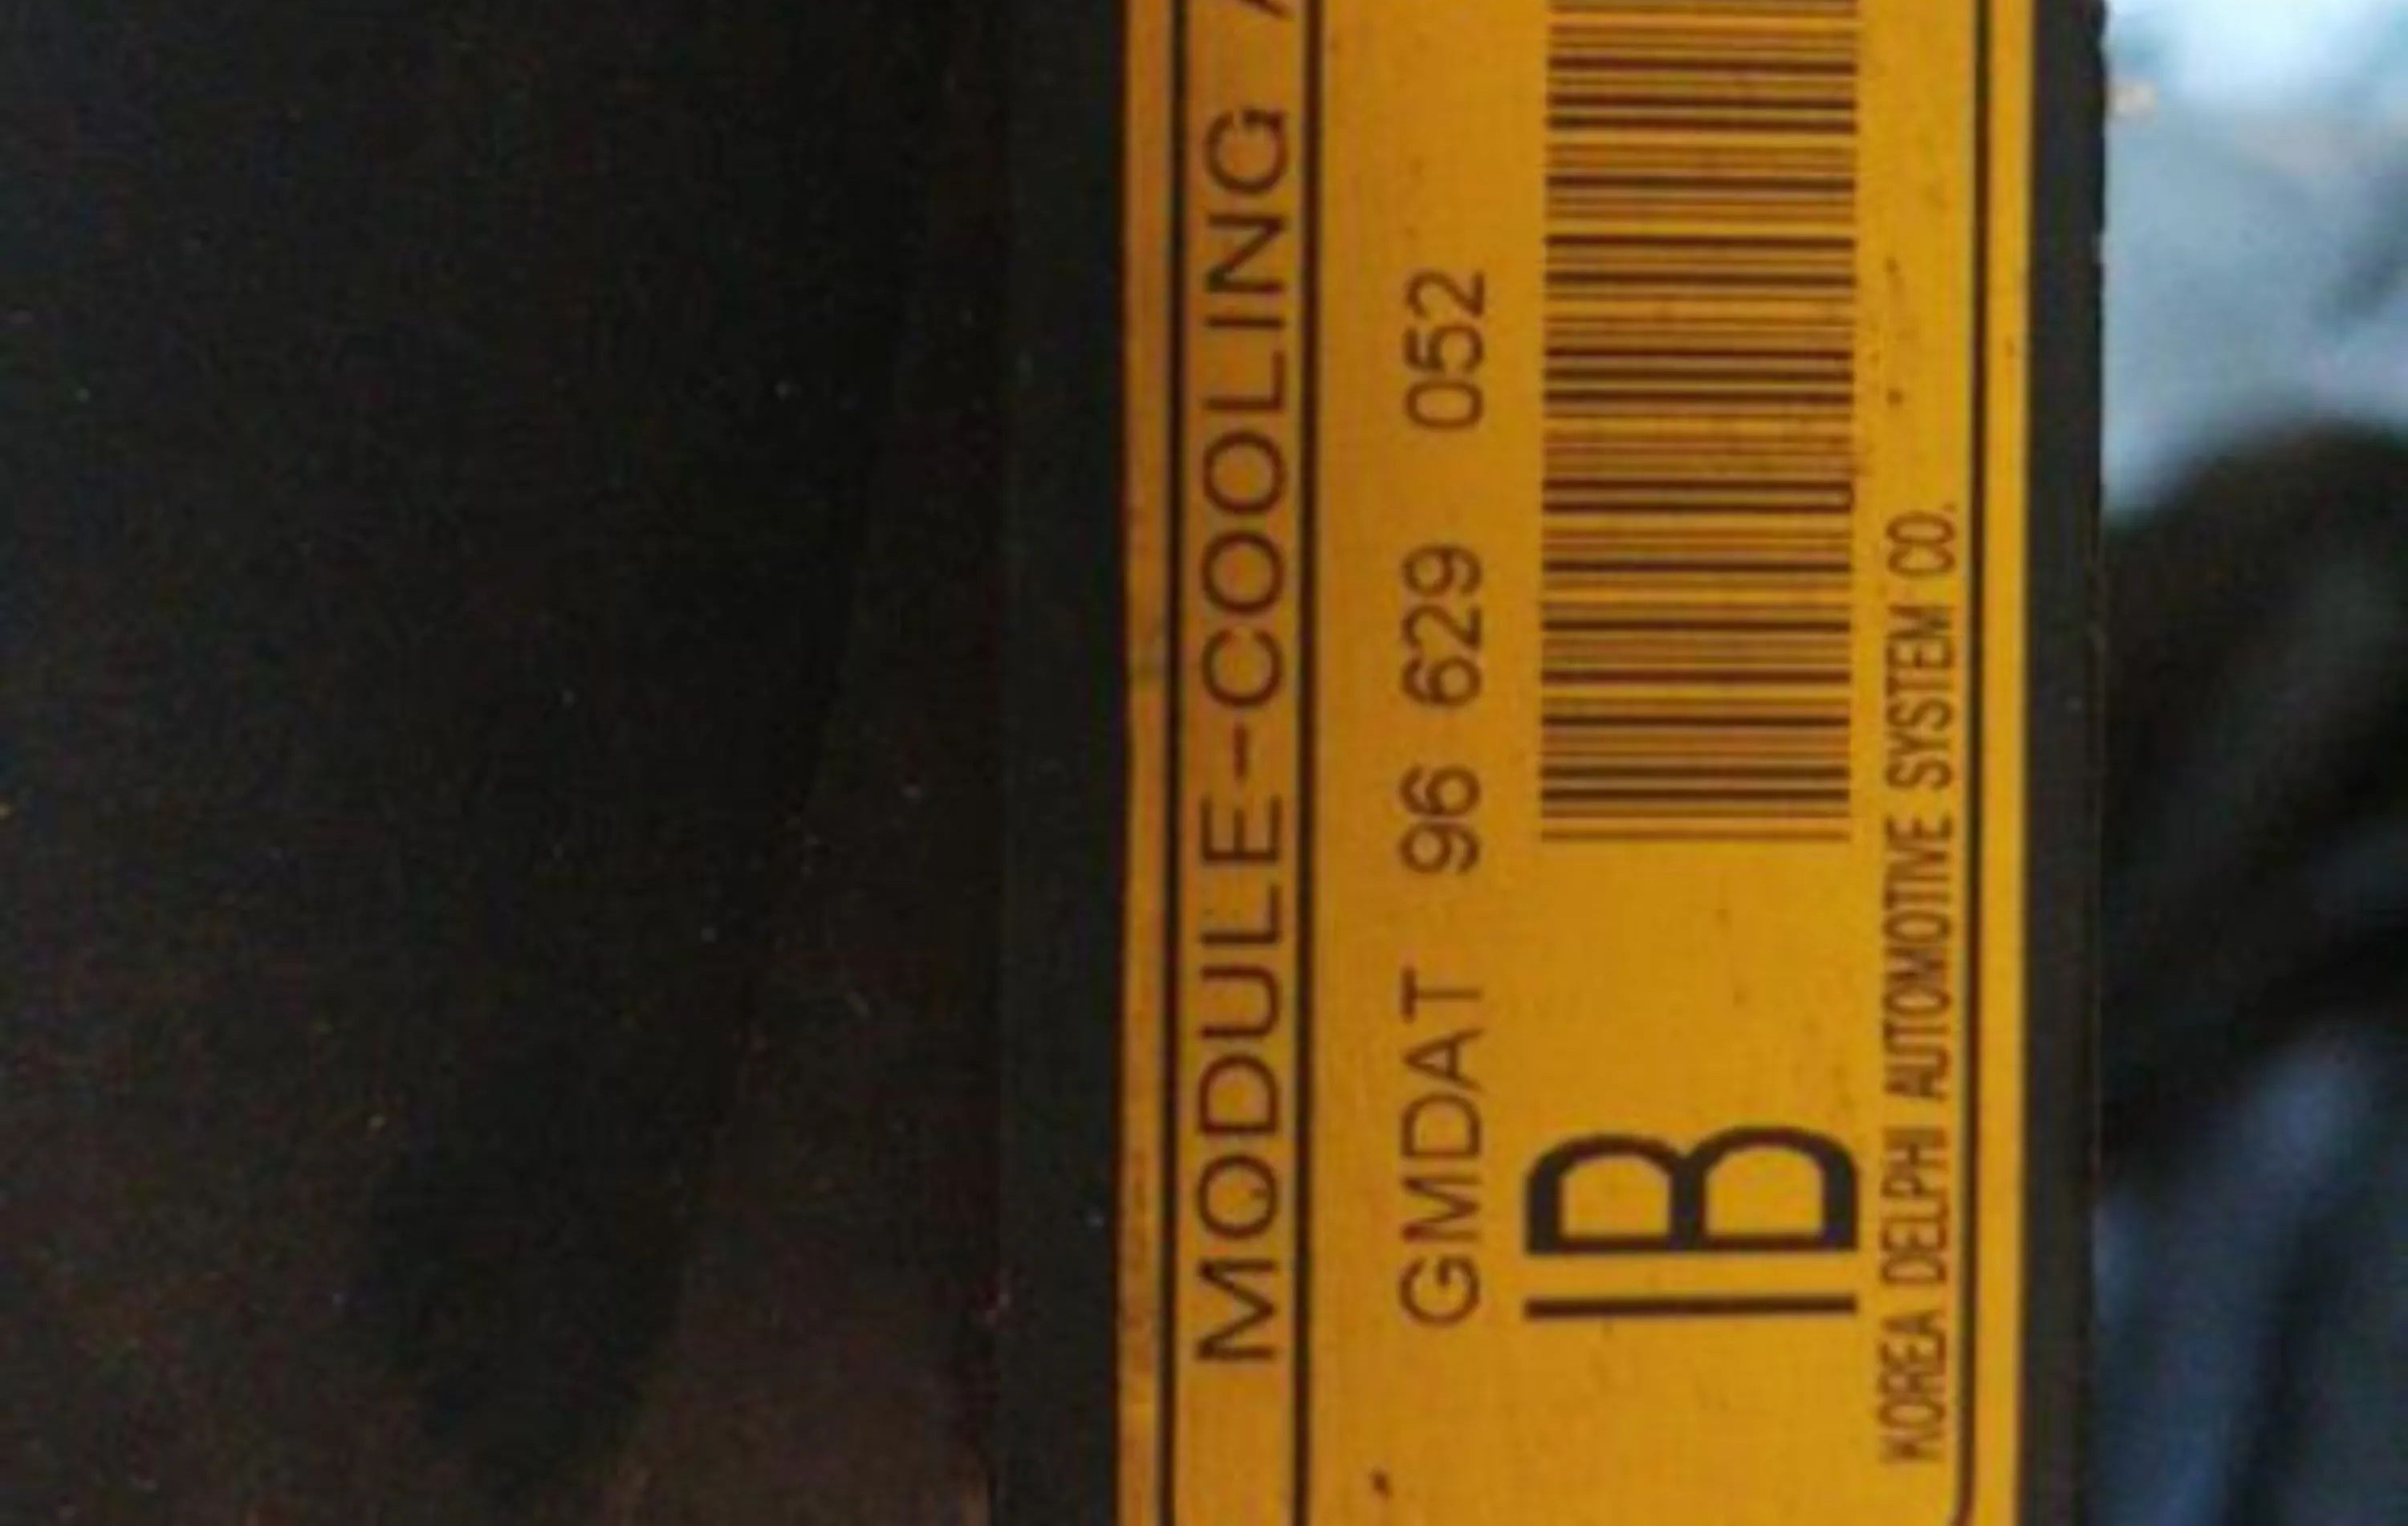 MODULE-COOLING
GMDAT 96 629 052
IB
KOREA DELPHI AUTOMOTIVE SYSTEM CO.